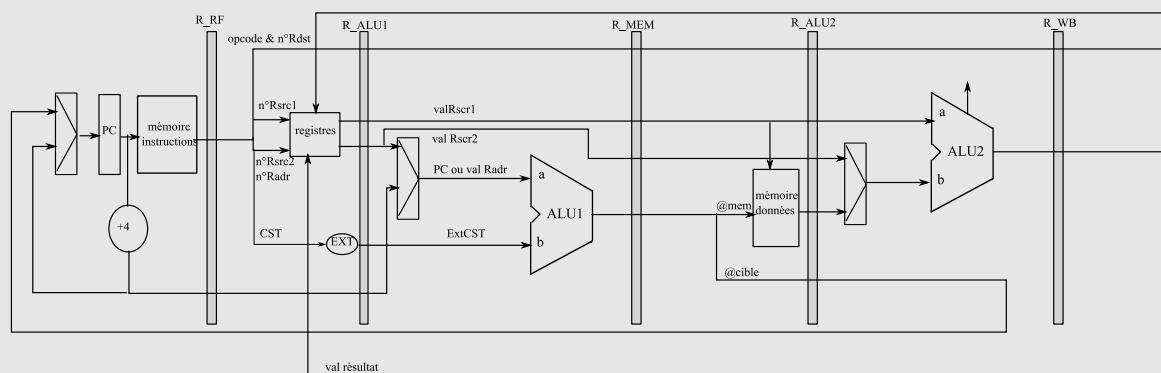 R_RF
R_ALU1
R_MEM
R_ALU2
R_WB
opcode & n°Rdst
n°Rsrc1
valRscr1
PC
mémoire
instructions
registres
val Rscr2
a
ALU2
b
n°Rsrc2
n°Radr
PC ou val Radr
a
ALU1
b
mémoire
données
@mem
+4
CST
EXT
ExtCST
@cible
val résultat